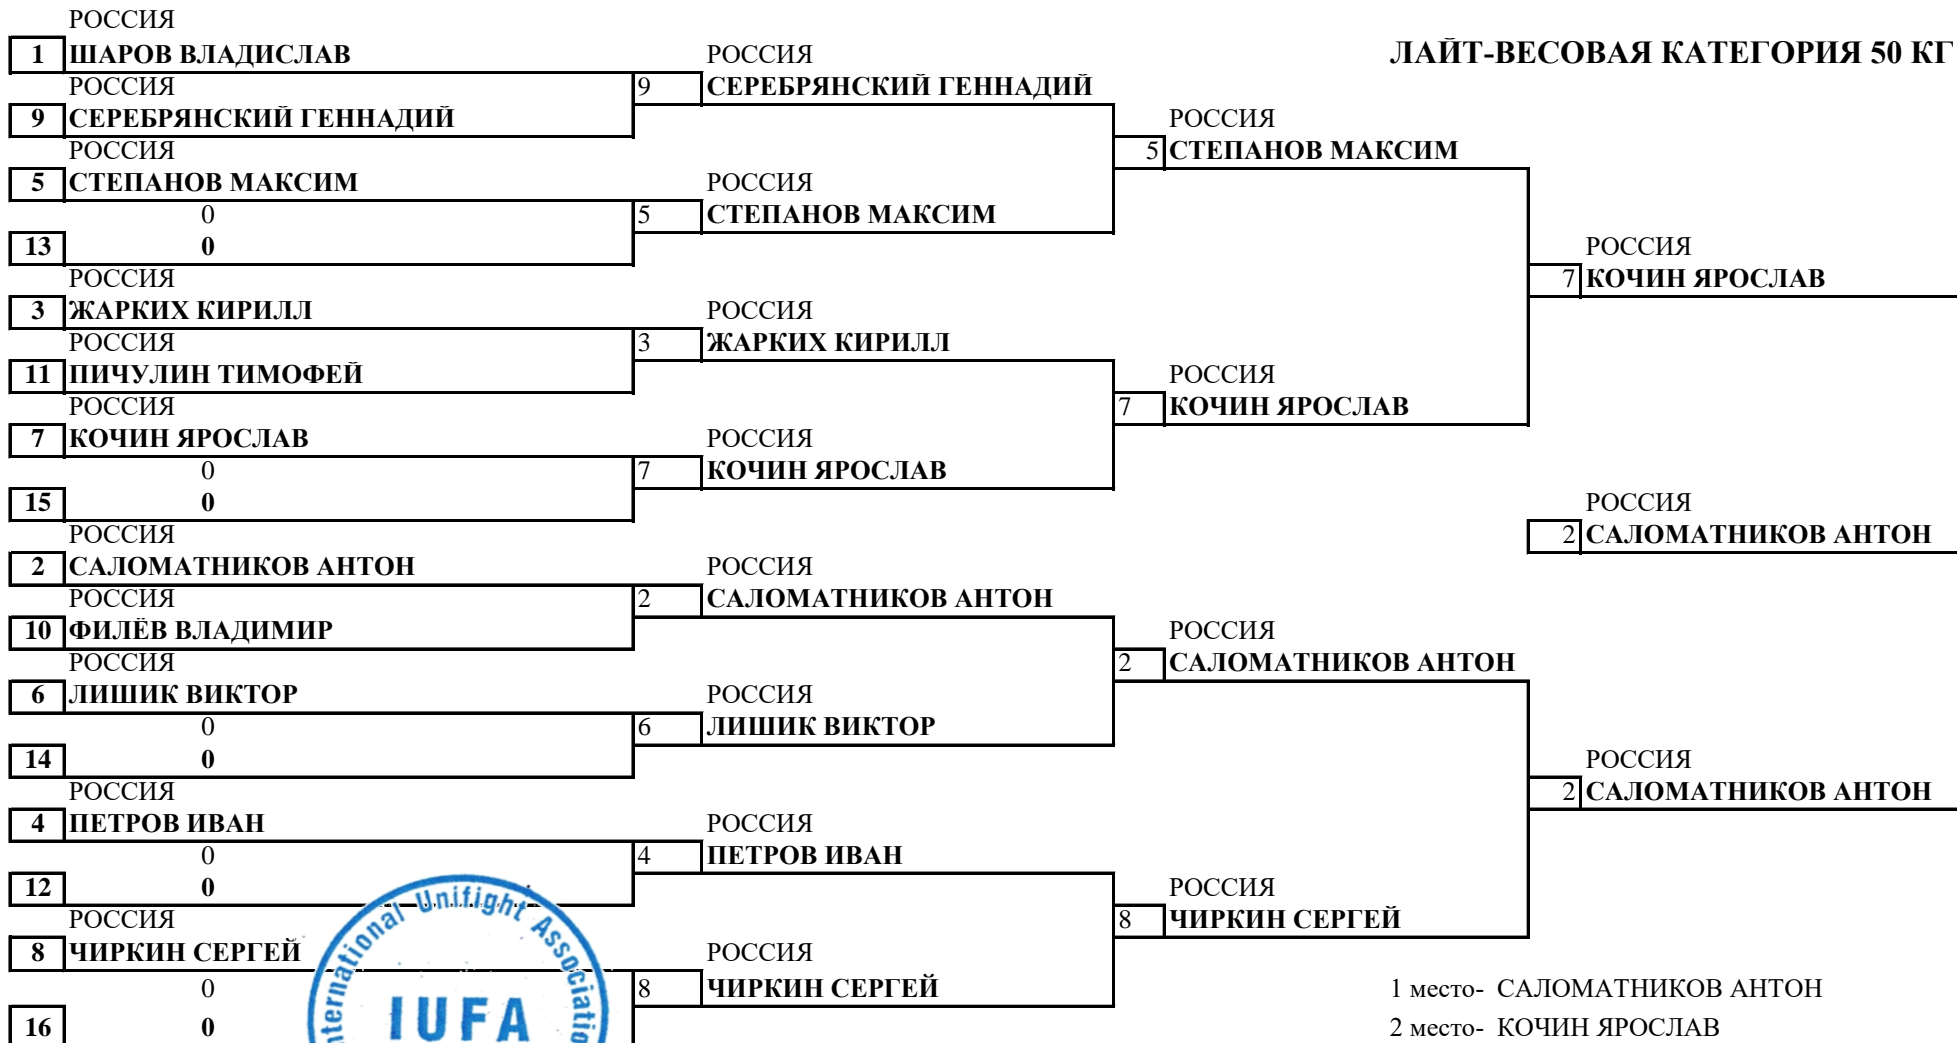 РОССИЯ
1 ШАРОВ ВЛАДИСЛАВ
РОССИЯ
ЛАЙТ-ВЕСОВАЯ КАТЕГОРИЯ 50 КГ
РОССИЯ
9 СЕРЕБРЯНСКИЙ ГЕННАДИЙ
9 СЕРЕБРЯНСКИЙ ГЕННАДИЙ
РОССИЯ
РОССИЯ
5 СТЕПАНОВ МАКСИМ
5 СТЕПАНОВ МАКСИМ
РОССИЯ
0
5 СТЕПАНОВ МАКСИМ
13 0
РОССИЯ
РОССИЯ
7 КОЧИН ЯРОСЛАВ
3 ЖАРКИХ КИРИЛЛ
РОССИЯ
РОССИЯ
3 ЖАРКИХ КИРИЛЛ
11 ПИЧУЛИН ТИМОФЕЙ
РОССИЯ
РОССИЯ
7 КОЧИН ЯРОСЛАВ
7 КОЧИН ЯРОСЛАВ
РОССИЯ
0
7 КОЧИН ЯРОСЛАВ
15 0
РОССИЯ
РОССИЯ
2 САЛОМАТНИКОВ АНТОН
2 САЛОМАТНИКОВ АНТОН
РОССИЯ
РОССИЯ
2 САЛОМАТНИКОВ АНТОН
10 ФИЛЁВ ВЛАДИМИР
РОССИЯ
РОССИЯ
2 САЛОМАТНИКОВ АНТОН
6 ЛИШИК ВИКТОР
РОССИЯ
0
6 ЛИШИК ВИКТОР
14 0
РОССИЯ
РОССИЯ
2 САЛОМАТНИКОВ АНТОН
4 ПЕТРОВ ИВАН
РОССИЯ
0
4 ПЕТРОВ ИВАН
12 0
РОССИЯ
РОССИЯ
8 ЧИРКИН СЕРГЕЙ
8 ЧИРКИН СЕРГЕЙ
РОССИЯ
0
8 ЧИРКИН СЕРГЕЙ
1 место- САЛОМАТНИКОВ АНТОН
16 0
2 место- КОЧИН ЯРОСЛАВ
Unifight
IUFA